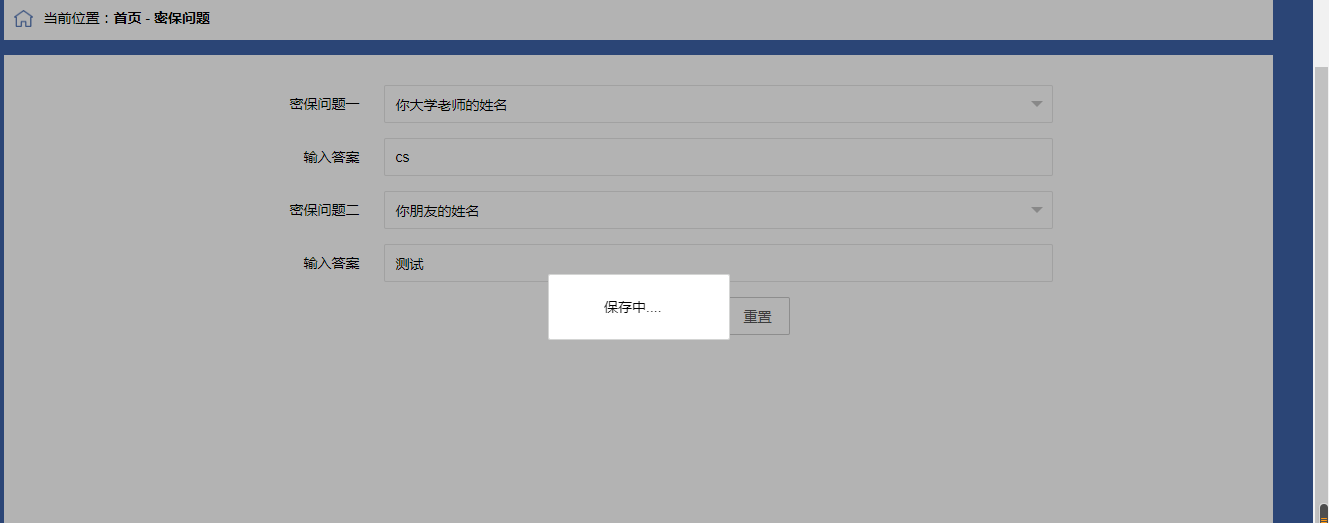 当前位置：首页 - 密保问题
密保问题一 你大学老师的姓名
输入答案 cs
密保问题二 你朋友的姓名
输入答案 测试
保存中....
重置